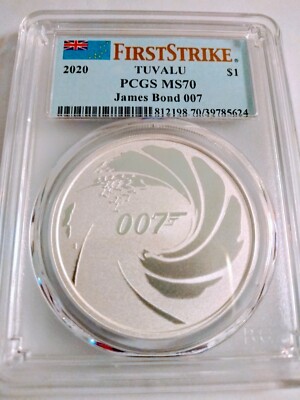 FIRSTSTRIKE®
2020 TUVALU $1
PCGS MS70
James Bond 007
812198.70/39785624
007